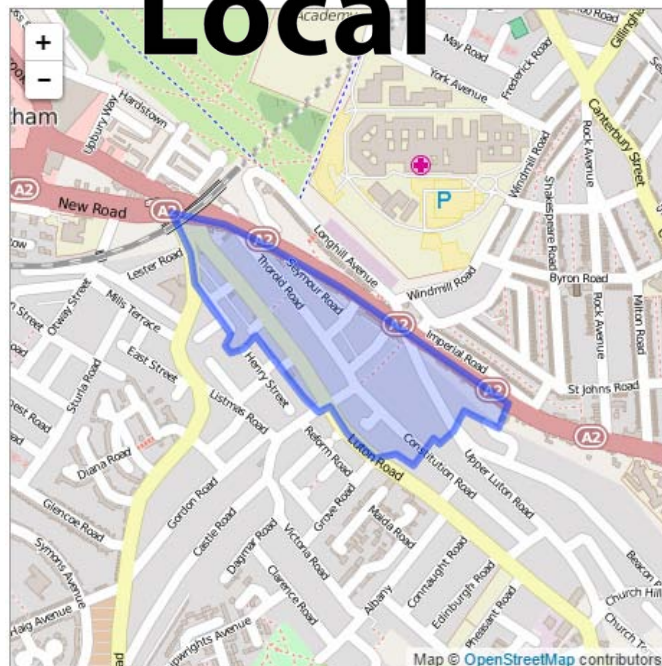 Local
Academy
+
−
May Road
York Avenue
Frederick Road
Canterbury Street
Hardstown
Upbury Way
Windmill Road
Rock Avenue
Shakespeare Road
A2
New Road
A2
P
A2
Longhill Avenue
Lester Road
Thorold Road
Seymour Road
Windmill Road
Byron Road
Otway Street
Mills Terrace
A2
Imperial Road
Rock Avenue
Milton Road
East Street
Sturla Road
Henry Street
A2
St Johns Road
Listmas Road
A2
Diana Road
Reform Road
Luton Road
Constitution Road
Upper Luton Road
Glencoe Road
Gordon Road
Castle Road
Grove Road
Maida Road
Symons Avenue
Dagmar Road
Victoria Road
Connaught Road
Edinburgh Road
Clarence Road
Albany
Pheasant Road
Church Hill
Haig Avenue
Map © OpenStreetMap contributors